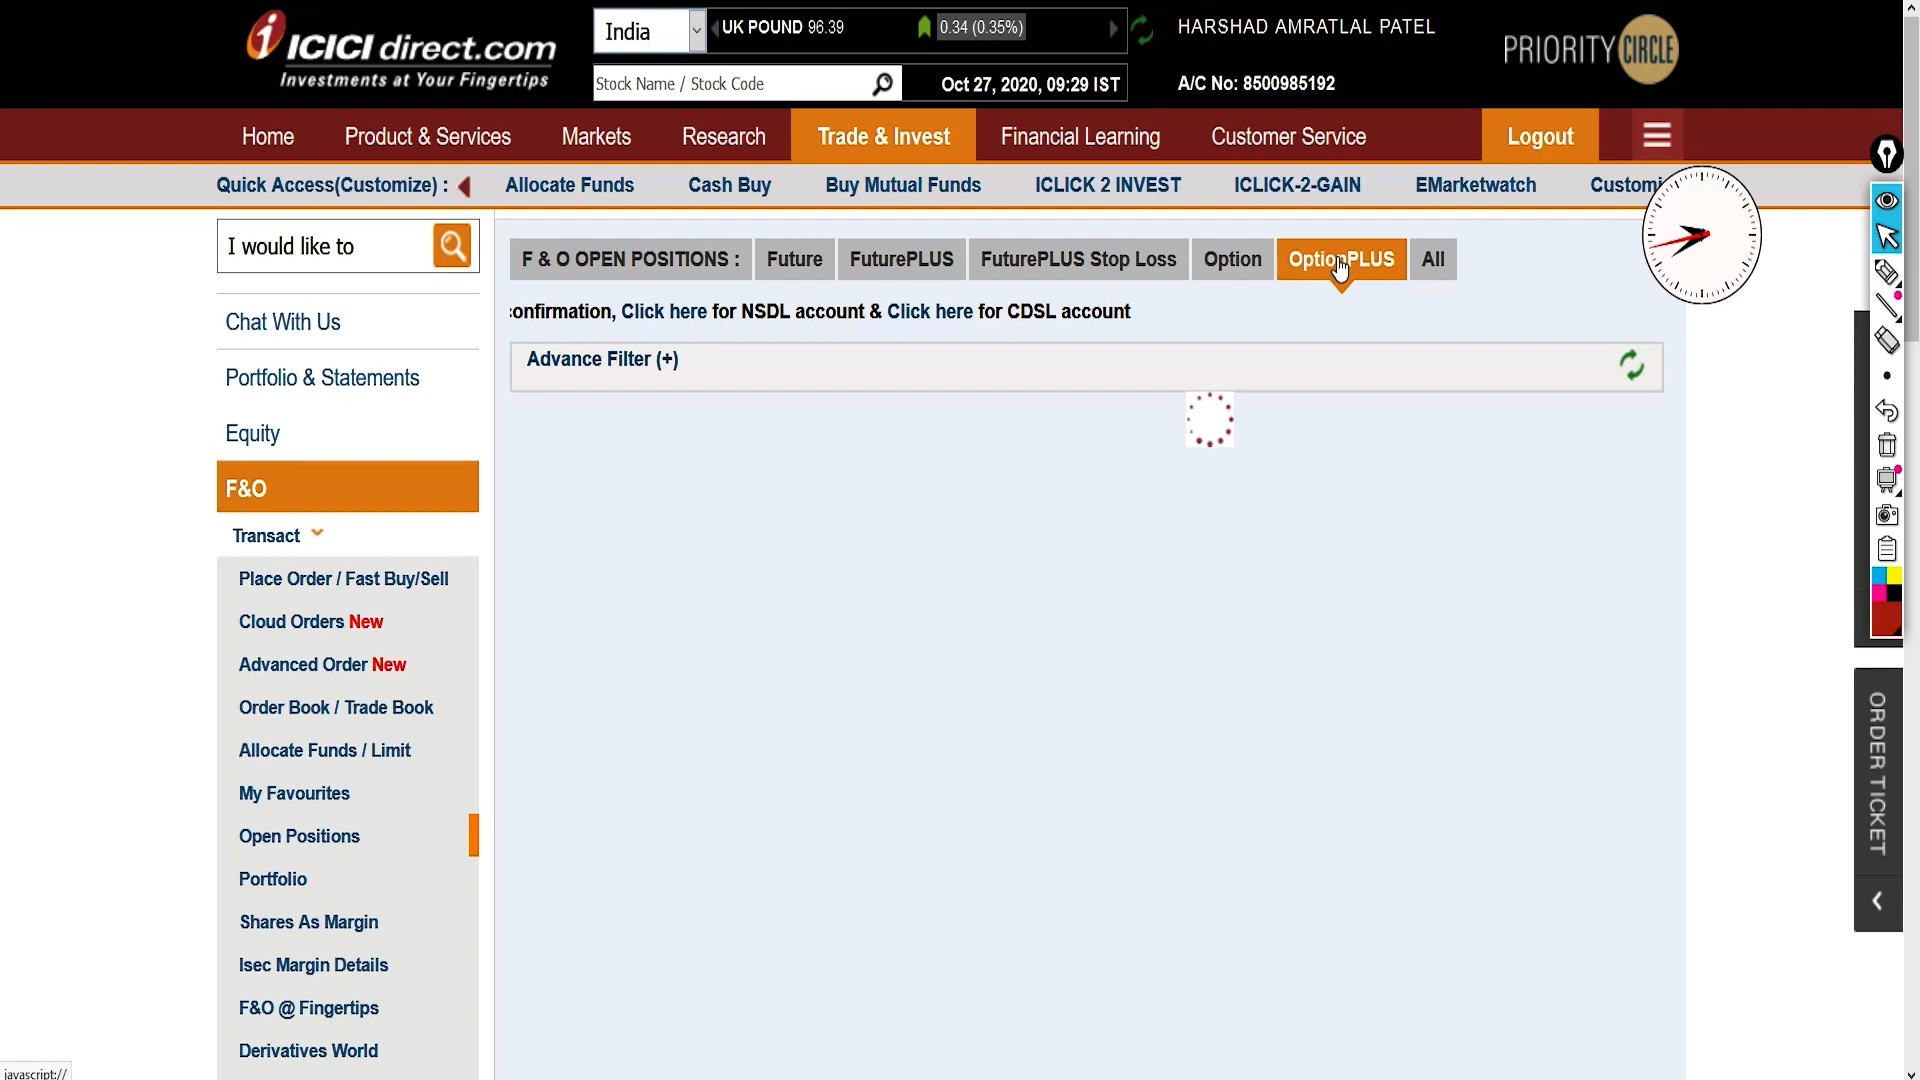 ICICI direct.com
Investments at Your Fingertips
India
UK POUND 96.39
0.34 (0.35%)
HARSHAD AMRATLAL PATEL
PRIORITY CIRCLE
Stock Name / Stock Code
Oct 27, 2020, 09:29 IST
A/C No: 8500985192
Home
Product & Services
Markets
Research
Trade & Invest
Financial Learning
Customer Service
Logout
Quick Access(Customize) :
Allocate Funds
Cash Buy
Buy Mutual Funds
ICLICK 2 INVEST
ICLICK-2-GAIN
EMarketwatch
Customi
I would like to
F & O OPEN POSITIONS :
Future
FuturePLUS
FuturePLUS Stop Loss
Option
OptionPLUS
All
onfirmation, Click here for NSDL account & Click here for CDSL account
Advance Filter (+)
Chat With Us
Portfolio & Statements
Equity
F&O
Transact
Place Order / Fast Buy/Sell
Cloud Orders New
Advanced Order New
Order Book / Trade Book
Allocate Funds / Limit
My Favourites
Open Positions
Portfolio
Shares As Margin
Isec Margin Details
F&O @ Fingertips
Derivatives World
ORDER TICKET
javascript://